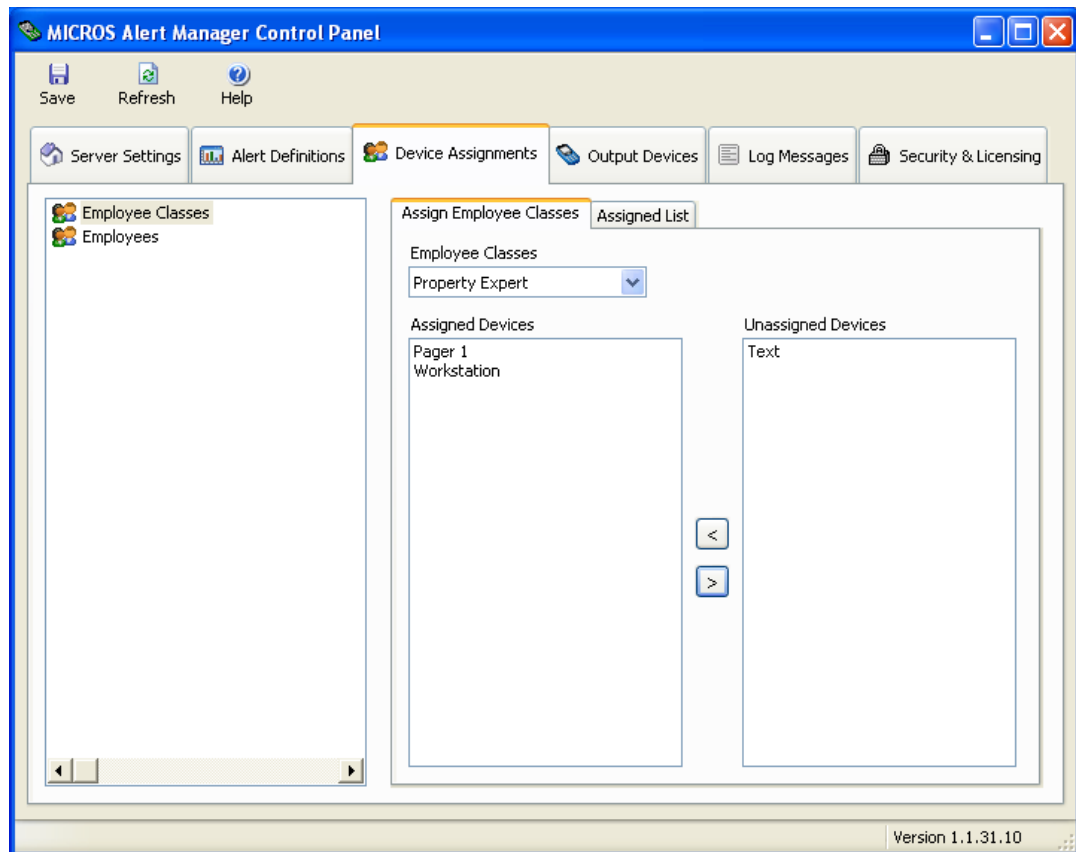 MICROS Alert Manager Control Panel
Save Refresh Help
Server Settings Alert Definitions Device Assignments Output Devices Log Messages Security & Licensing
Employee Classes
Employees
Assign Employee Classes Assigned List
Employee Classes
Property Expert
Assigned Devices
Pager 1
Workstation
Unassigned Devices
Text
<
>
Version 1.1.31.10